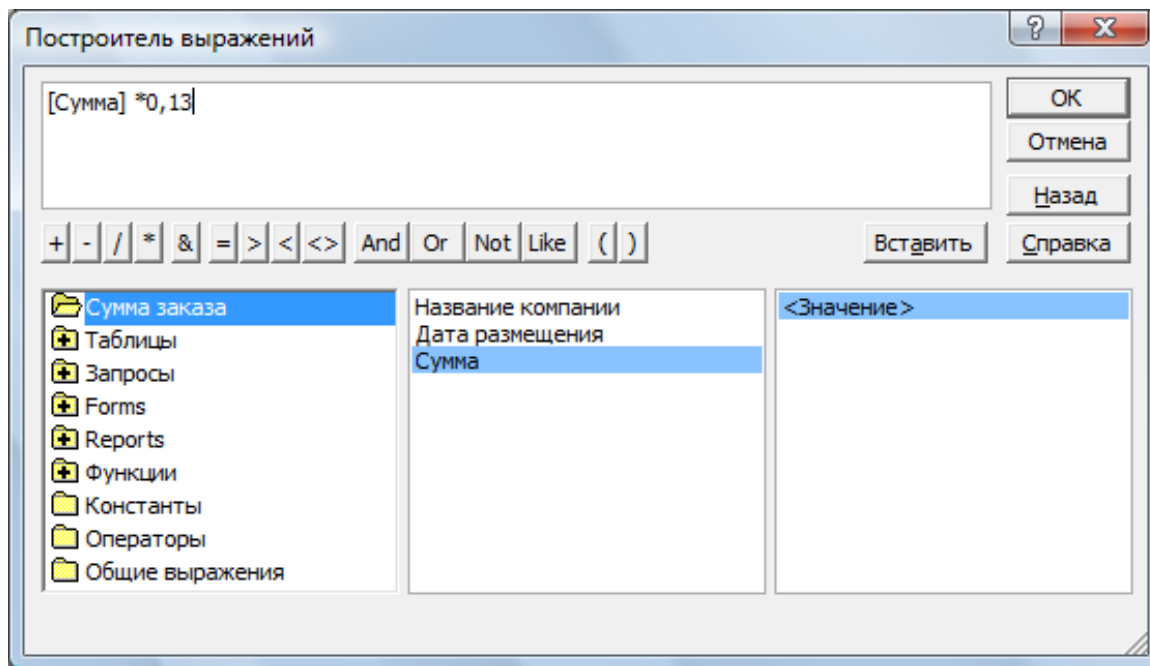 Построитель выражений
?
X
[Сумма] *0,13
OK
Отмена
Назад
+ - / * & = > < <> And Or Not Like ( ) Вставить Справка
Сумма заказа
Таблицы
Запросы
Forms
Reports
Функции
Константы
Операторы
Общие выражения
Название компании
Дата размещения
Сумма
<Значение>